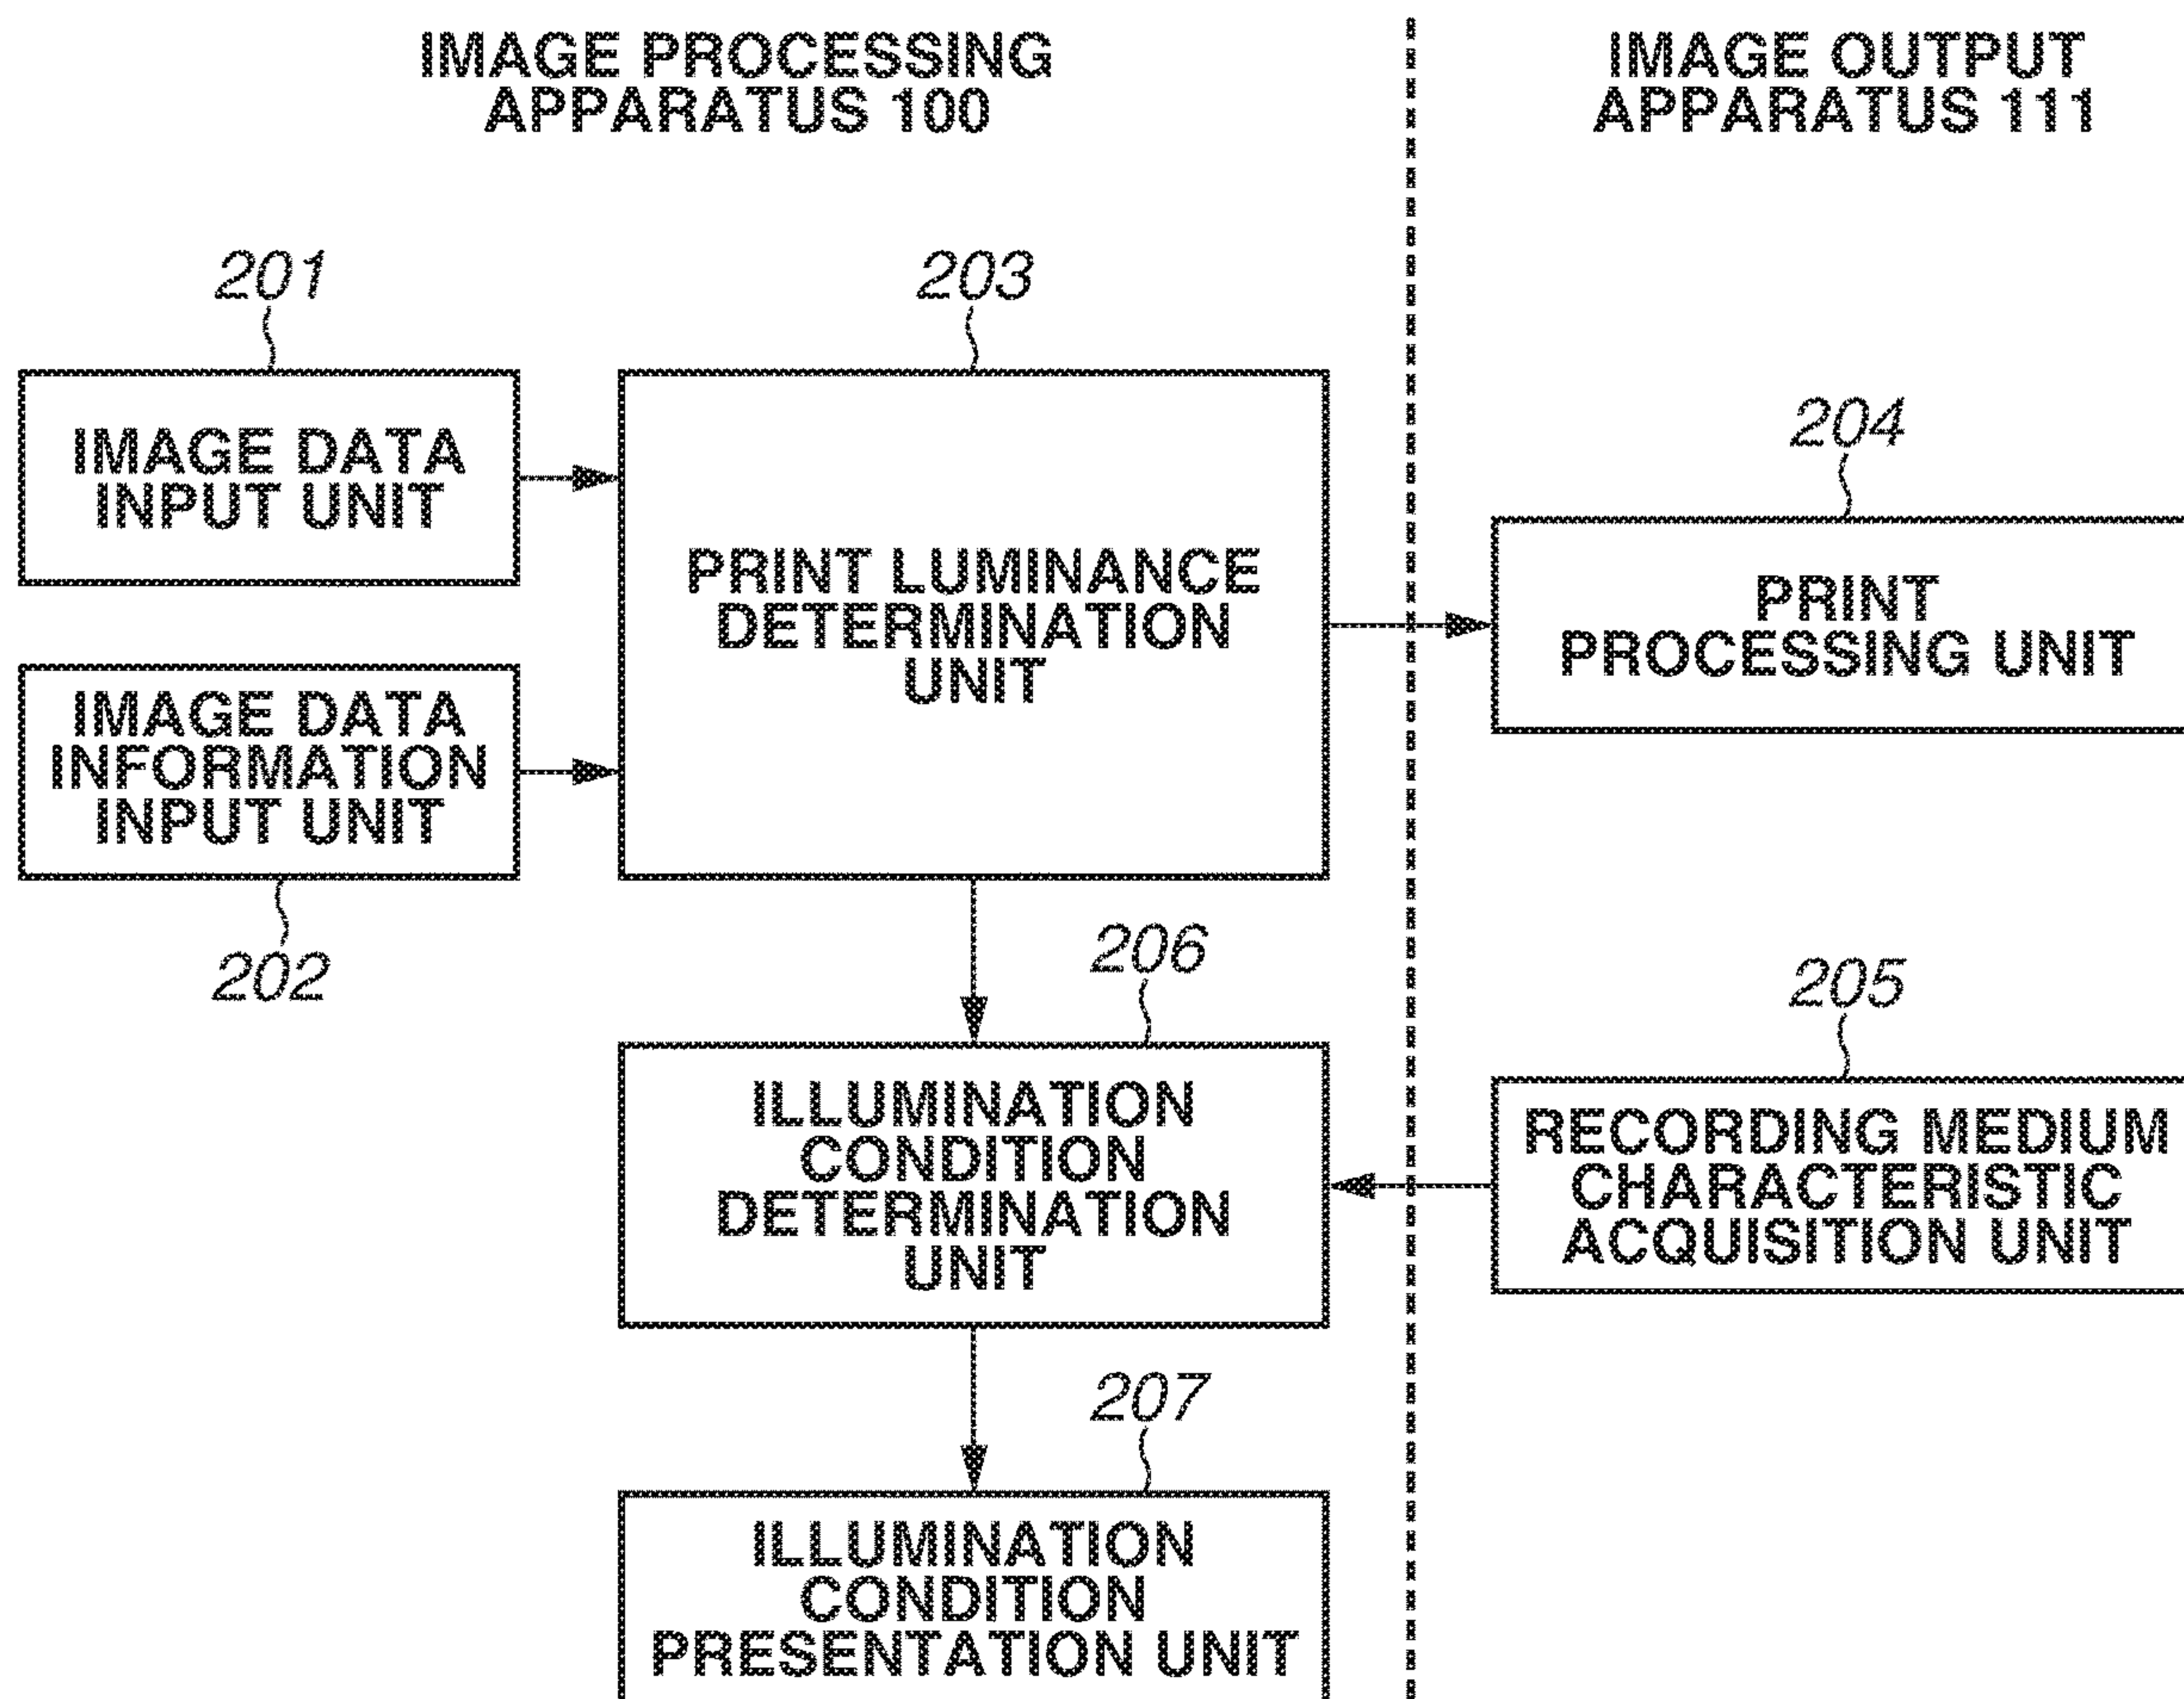 IMAGE PROCESSING
APPARATUS 100
IMAGE OUTPUT
APPARATUS 111
201
IMAGE DATA
INPUT UNIT
IMAGE DATA
INFORMATION
INPUT UNIT
202
203
PRINT LUMINANCE
DETERMINATION
UNIT
204
PRINT
PROCESSING UNIT
206
ILLUMINATION
CONDITION
DETERMINATION
UNIT
205
RECORDING MEDIUM
CHARACTERISTIC
ACQUISITION UNIT
207
ILLUMINATION
CONDITION
PRESENTATION UNIT